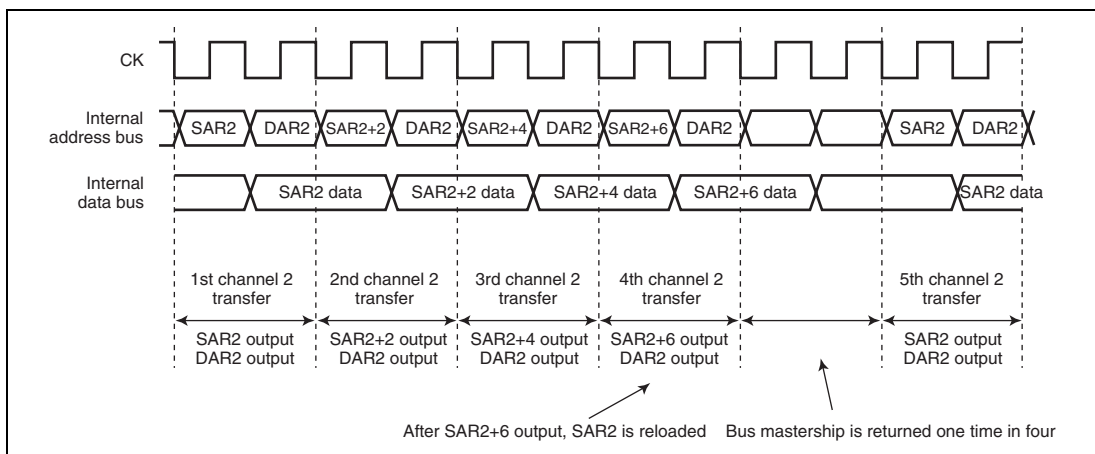 CK
Internal
address bus
SAR2 DAR2 SAR2+2 DAR2 SAR2+4 DAR2 SAR2+6 DAR2 SAR2 DAR2
Internal
data bus
SAR2 data SAR2+2 data SAR2+4 data SAR2+6 data SAR2 data
1st channel 2
transfer
2nd channel 2
transfer
3rd channel 2
transfer
4th channel 2
transfer
5th channel 2
transfer
SAR2 output
DAR2 output
SAR2+2 output
DAR2 output
SAR2+4 output
DAR2 output
SAR2+6 output
DAR2 output
SAR2 output
DAR2 output
After SAR2+6 output, SAR2 is reloaded
Bus mastership is returned one time in four